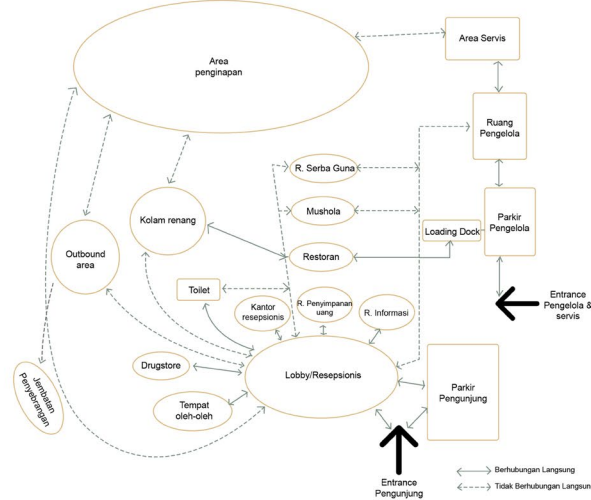 Area
penginapan
Area Servis
Ruang
Pengelola
R. Serba Guna
Mushola
Kolam renang
Parkir
Pengelola
Loading Dock
Outbound
area
Restoran
Toilet
Kantor
resepsionis
R. Penyimpanan
uang
R. Informasi
Entrance
Pengelola &
servis
Drugstore
Lobby/Resepsionis
Jembatan
Penyebrangan
Tempat
oleh-oleh
Parkir
Pengunjung
Entrance
Pengunjung
Berhubungan Langsung
Tidak Berhubungan Langsun